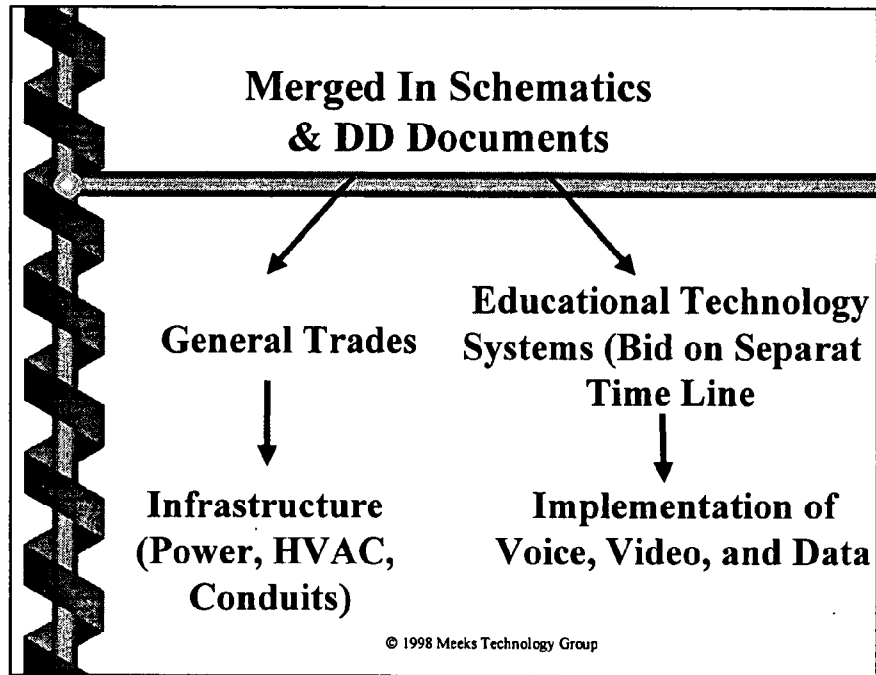 Merged In Schematics
& DD Documents
General Trades
Educational Technology
Systems (Bid on Separat
Time Line
Infrastructure
(Power, HVAC,
Conduits)
Implementation of
Voice, Video, and Data
© 1998 Meeks Technology Group